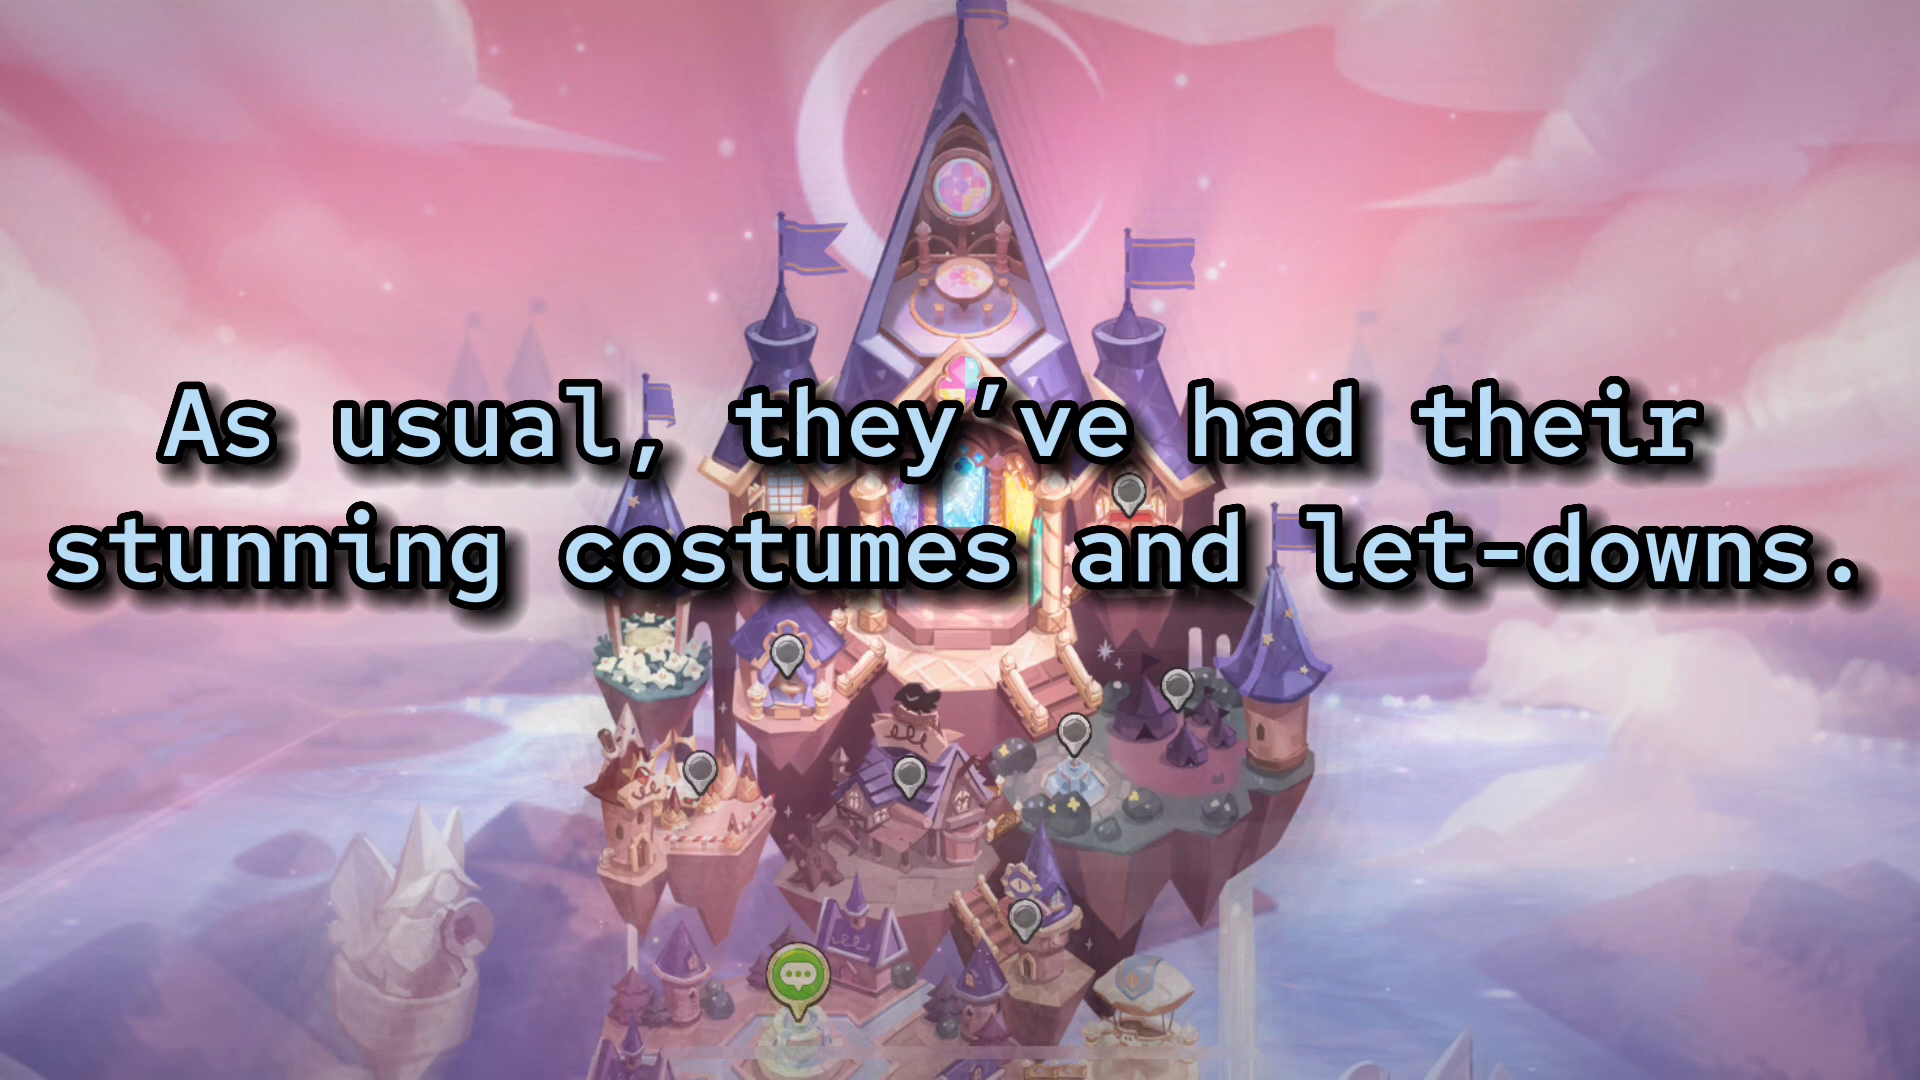 As usual, they’ve had their
stunning costumes and let-downs.